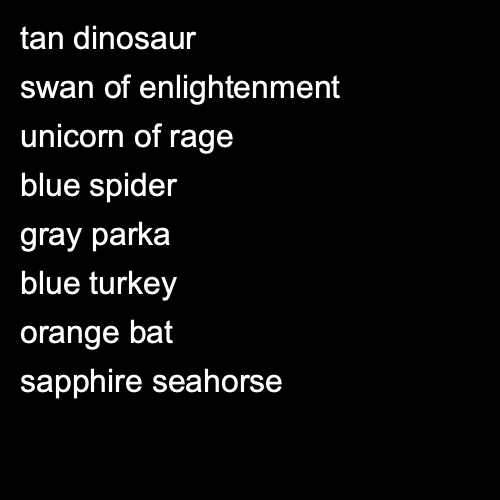 tan dinosaur
swan of enlightenment
unicorn of rage
blue spider
gray parka
blue turkey
orange bat
sapphire seahorse